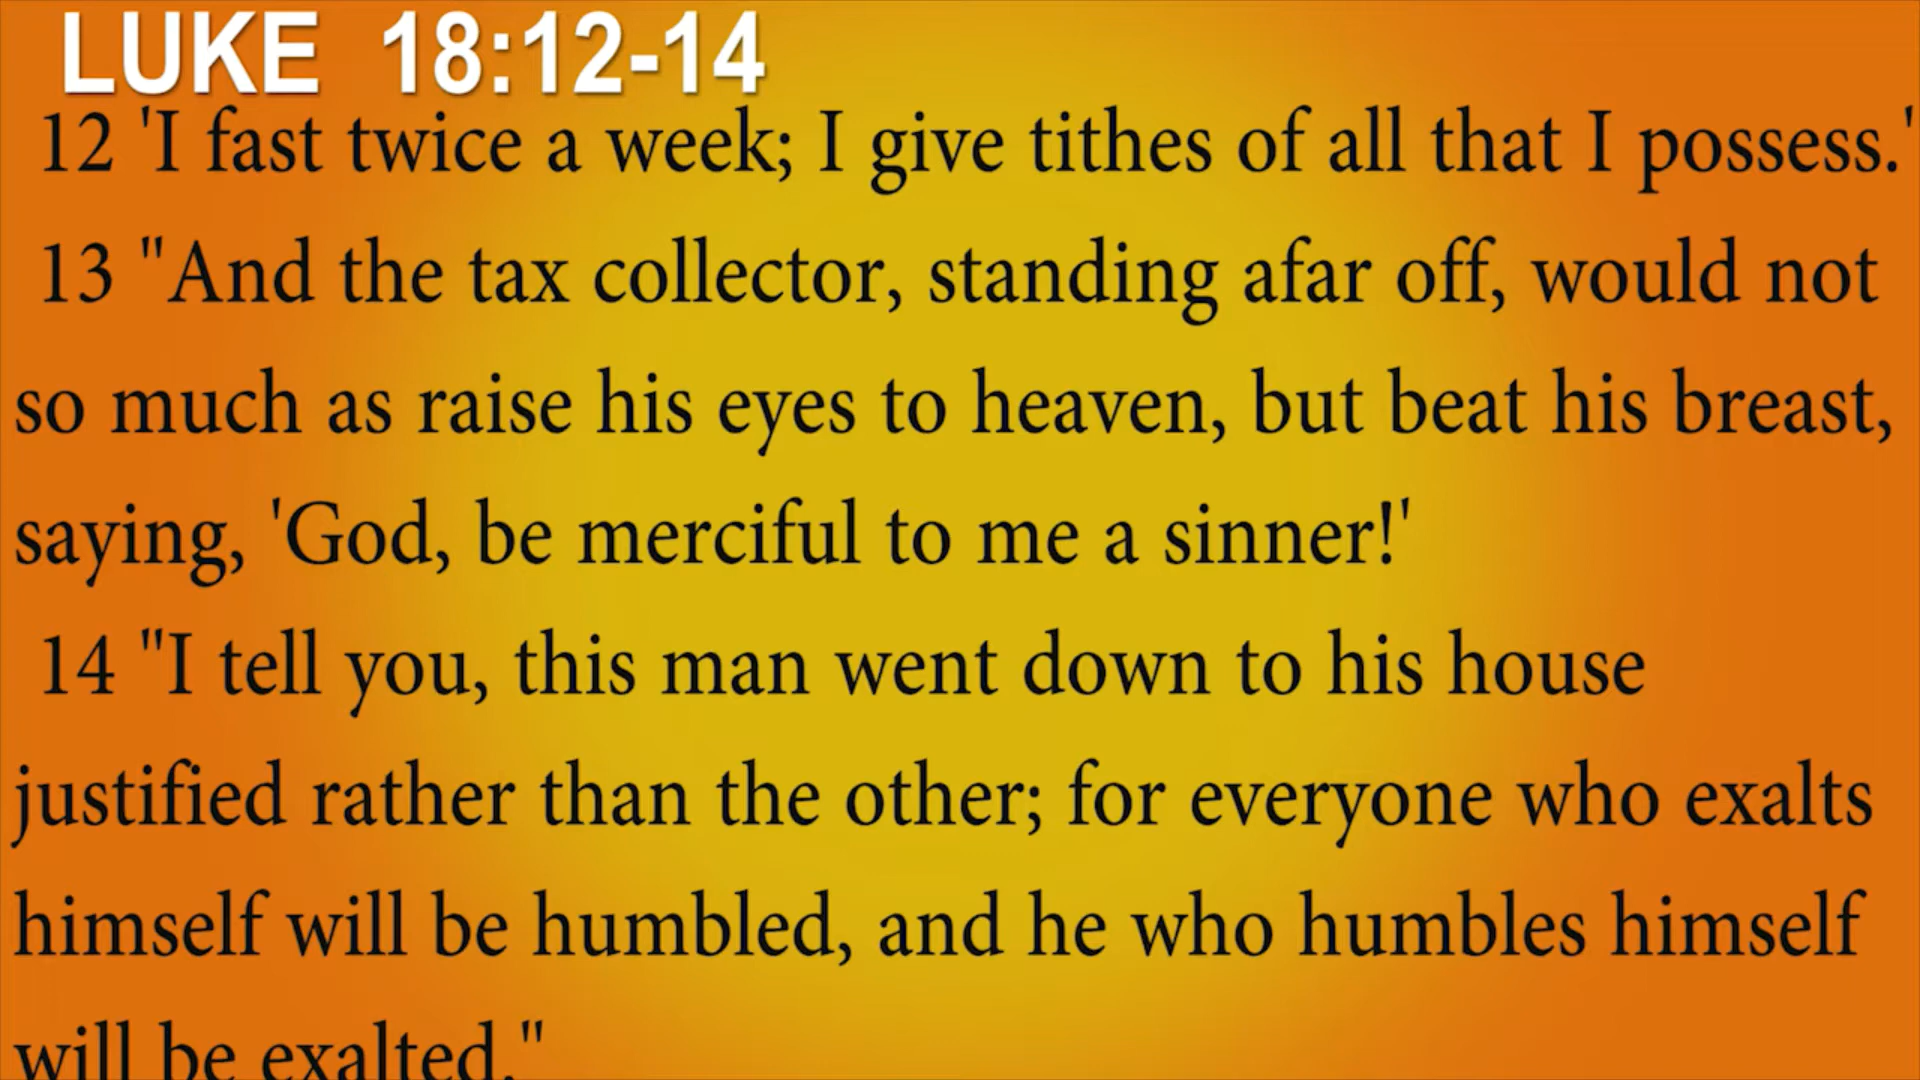 LUKE 18:12-14
12 'I fast twice a week; I give tithes of all that I possess.'
13 "And the tax collector, standing afar off, would not
so much as raise his eyes to heaven, but beat his breast,
saying, 'God, be merciful to me a sinner!'
14 "I tell you, this man went down to his house
justified rather than the other; for everyone who exalts
himself will be humbled, and he who humbles himself
will be exalted."